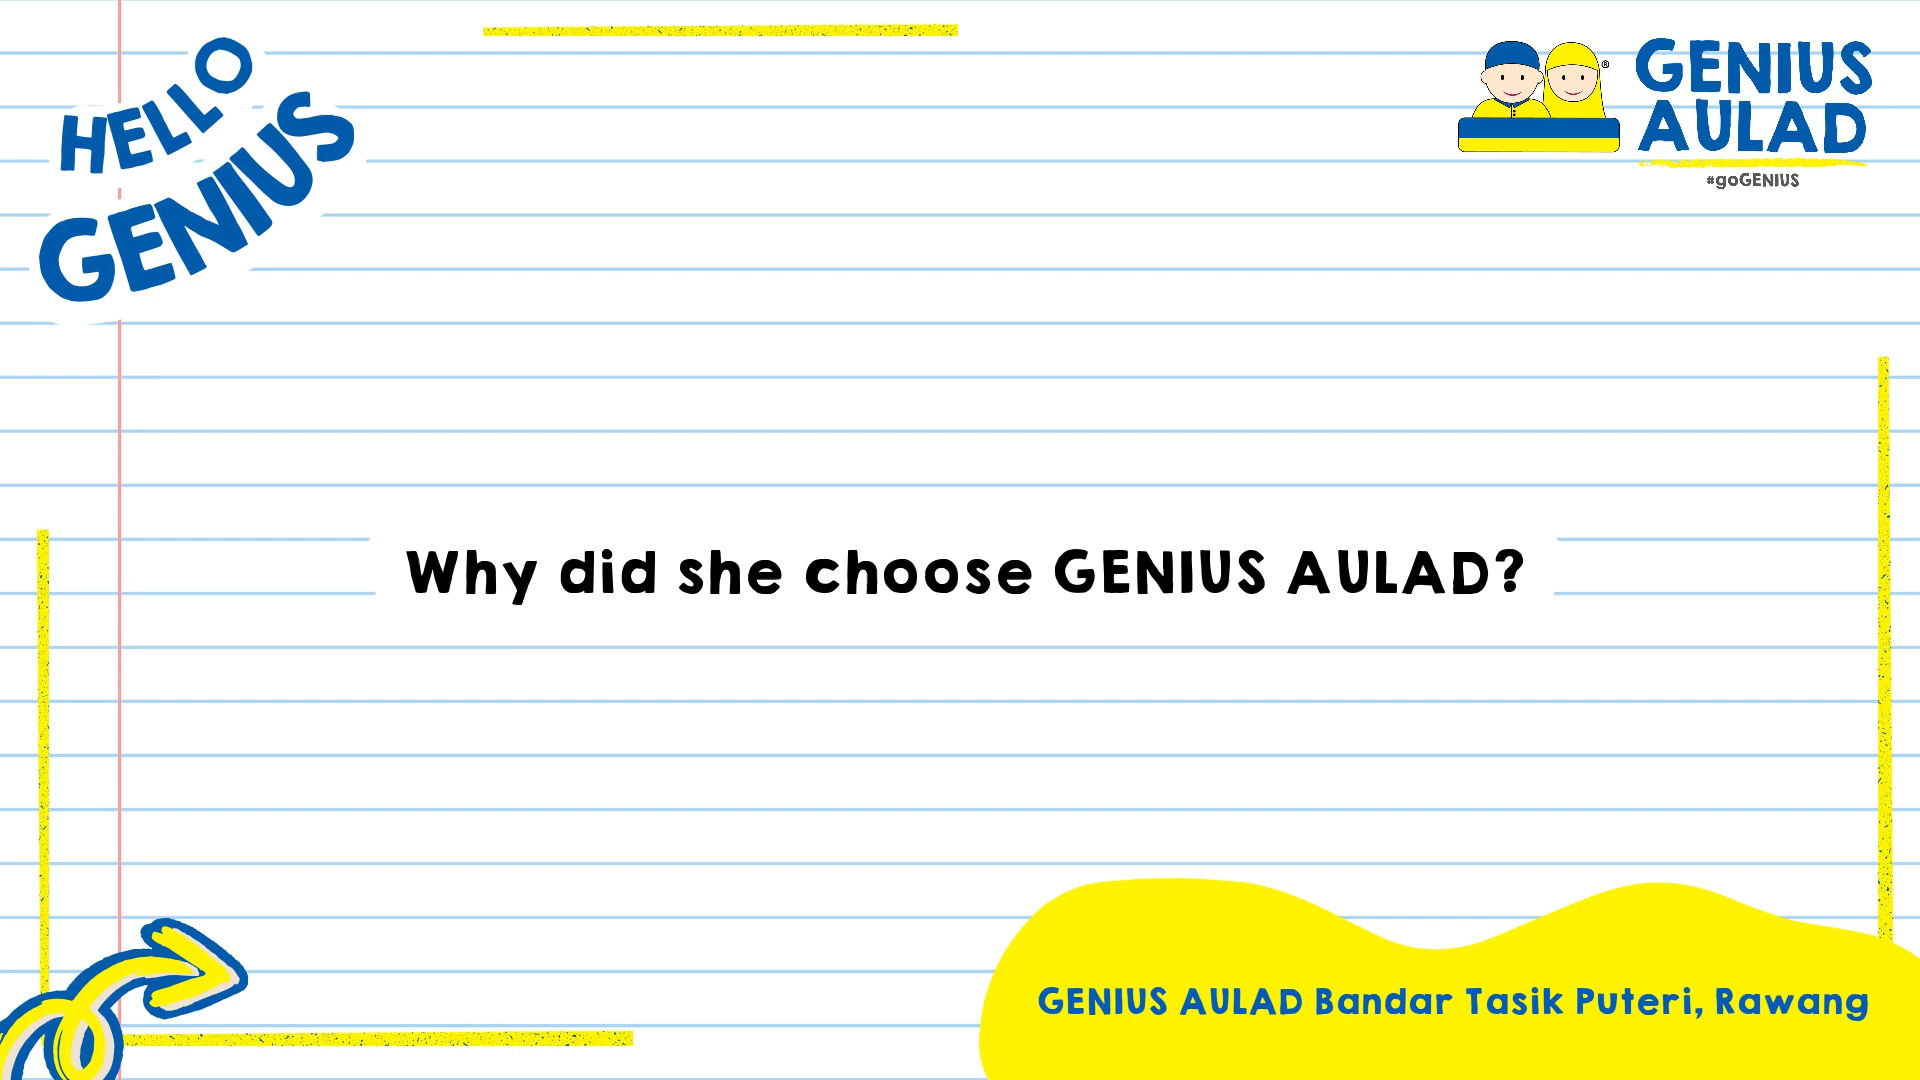 HELLO
GENIUS
GENIUS
AULAD
#goGENIUS
Why did she choose GENIUS AULAD?
GENIUS AULAD Bandar Tasik Puteri, Rawang